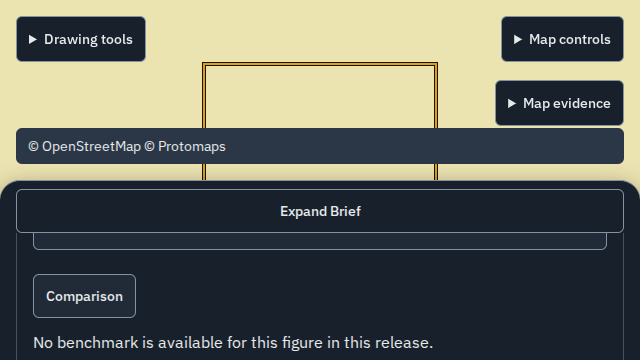 Drawing tools
Map controls
Map evidence
© OpenStreetMap © Protomaps
Expand Brief
Comparison
No benchmark is available for this figure in this release.